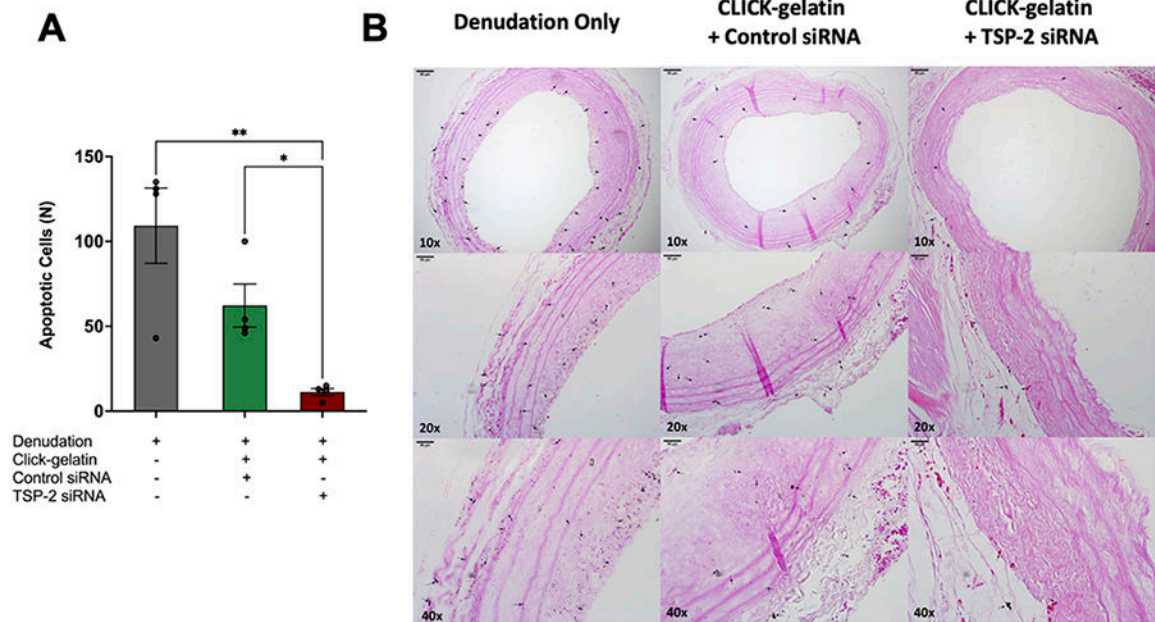 A
Apoptotic Cells (N)
150
100
50
0
**
*
Denudation + + +
Click-gelatin - + +
Control siRNA - + -
TSP-2 siRNA - - +
B
Denudation Only
CLICK-gelatin
+ Control siRNA
CLICK-gelatin
+ TSP-2 siRNA
10x
10x
10x
20x
20x
20x
40x
40x
40x